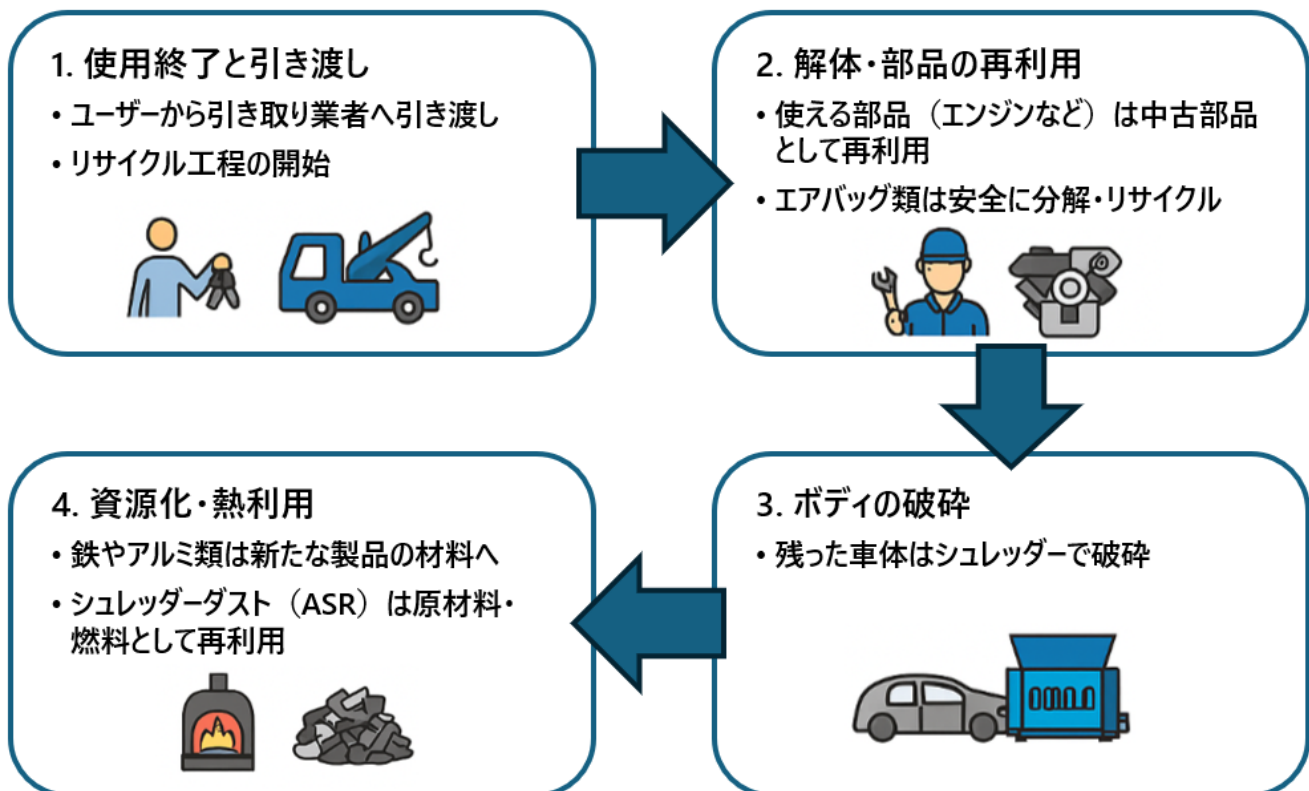 1. 使用終了と引き渡し
• ユーザーから引き取り業者へ引き渡し
• リサイクル工程の開始
2. 解体・部品の再利用
• 使える部品（エンジンなど）は中古部品
として再利用
• エアバッグ類は安全に分解・リサイクル
3. ボディの破砕
• 残った車体はシュレッダーで破砕
4. 資源化・熱利用
• 鉄やアルミ類は新たな製品の材料へ
• シュレッダーダスト（ASR）は原材料・
燃料として再利用